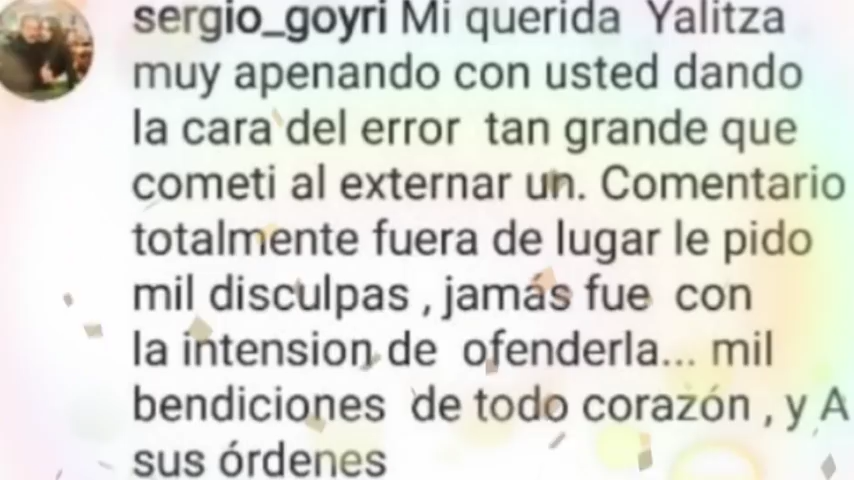 sergio_goyri Mi querida Yalitza
muy apenando con usted dando
la cara del error tan grande que
cometi al externar un. Comentario
totalmente fuera de lugar le pido
mil disculpas , jamás fue con
la intension de ofenderla... mil
bendiciones de todo corazón , y A
sus órdenes